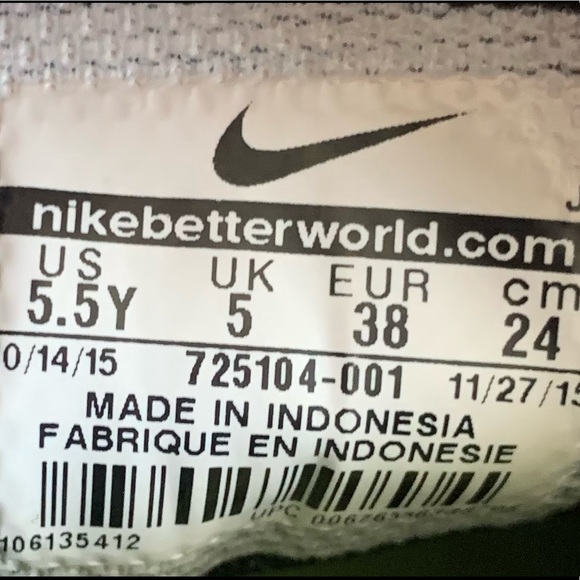 nikebetterworld.com
US UK EUR cm
5.5Y 5 38 24
0/14/15 725104-001 11/27/15
MADE IN INDONESIA
FABRIQUE EN INDONESIE
UPC
106135412